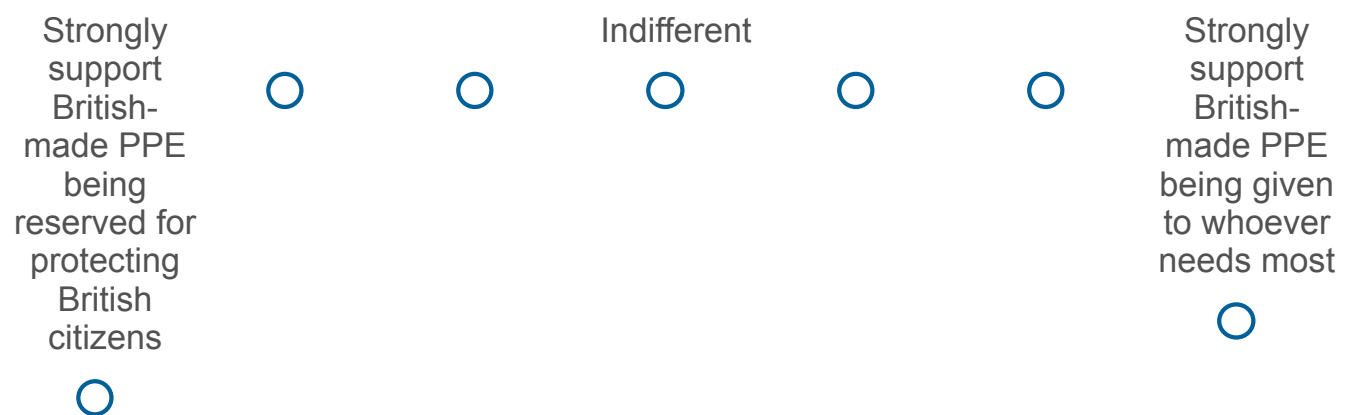 Strongly
support
British-
made PPE
being
reserved for
protecting
British
citizens
Indifferent
Strongly
support
British-
made PPE
being given
to whoever
needs most